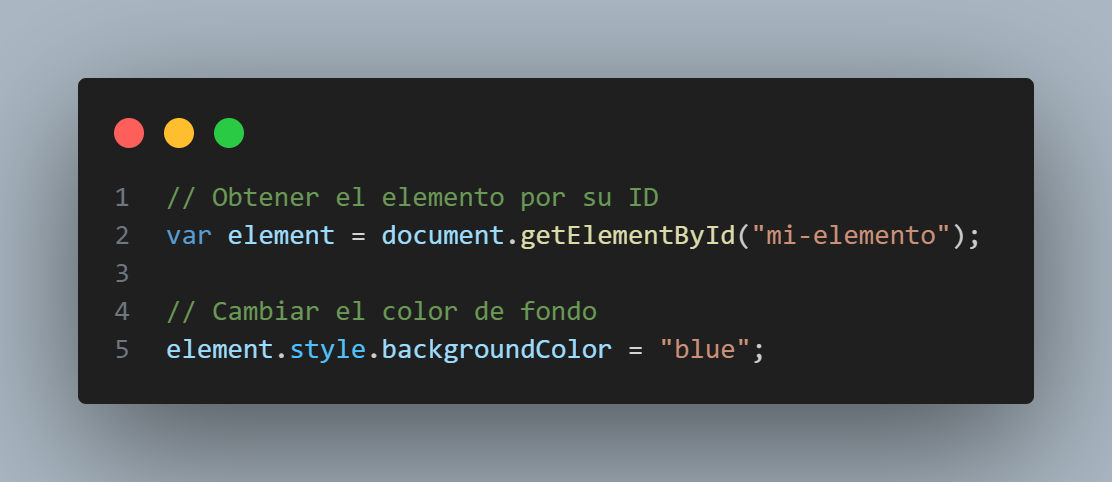 1 // Obtener el elemento por su ID
2 var element = document.getElementById("mi-elemento");
3
4 // Cambiar el color de fondo
5 element.style.backgroundColor = "blue";